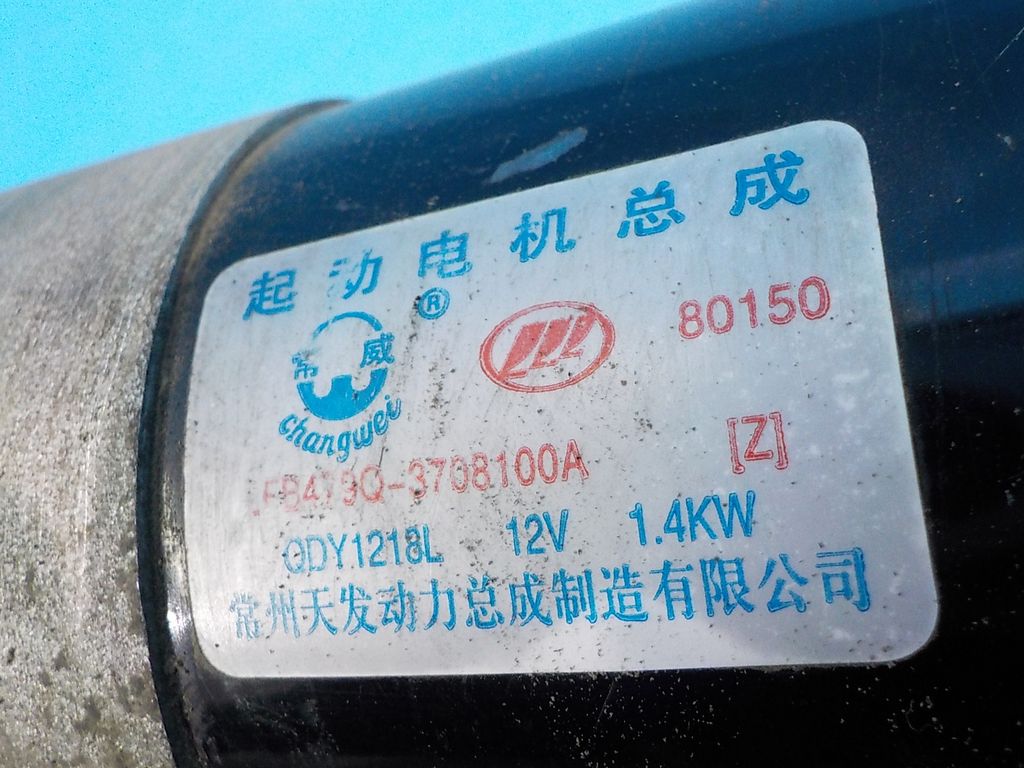 起动电机总成
®
常 威
changwei
80150
LFB479Q-3708100A [Z]
QDY1218L 12V 1.4KW
常州天发动力总成制造有限公司